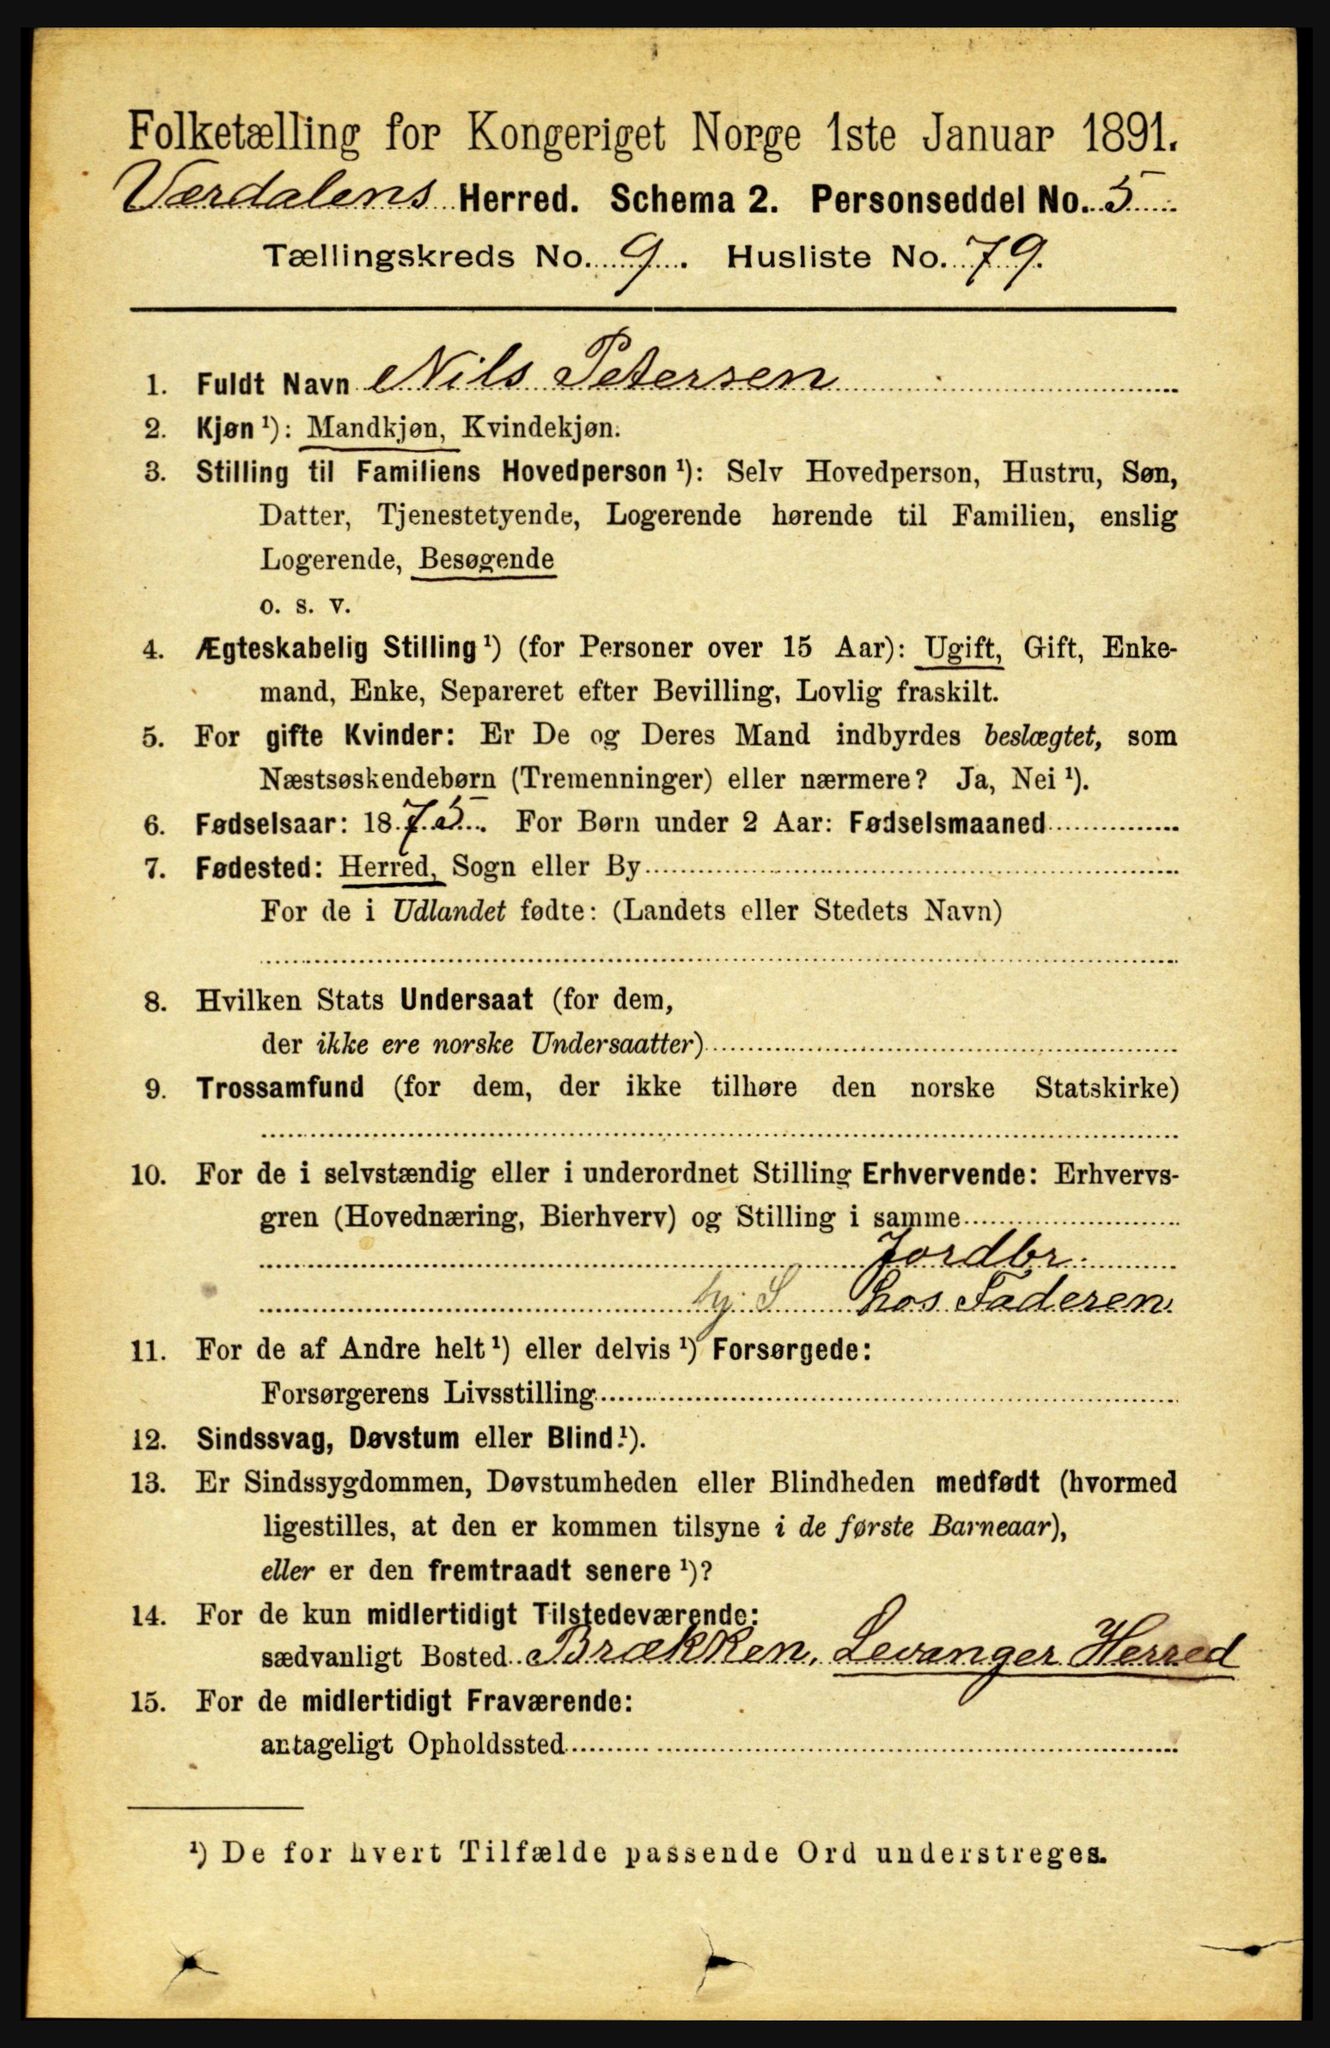 Folketælling for Kongeriget Norge 1ste Januar 1891.
Værdalens Herred. Schema 2. Personseddel No. 5
Tællingskreds No. 9. Husliste No. 79.
1. Fuldt Navn Nils Petersen
2. Kjøn ¹): Mandkjøn, Kvindekjøn.
3. Stilling til Familiens Hovedperson ¹): Selv Hovedperson, Hustru, Søn,
Datter, Tjenestetyende, Logerende hørende til Familien, enslig
Logerende, Besøgende
o. s. v.
4. Ægteskabelig Stilling ¹) (for Personer over 15 Aar): Ugift, Gift, Enke-
mand, Enke, Separeret efter Bevilling, Lovlig fraskilt.
5. For gifte Kvinder: Er De og Deres Mand indbyrdes beslægtet, som
Næstsøskendebørn (Tremenninger) eller nærmere? Ja, Nei ¹).
6. Fødselsaar: 1875. For Børn under 2 Aar: Fødselsmaaned
7. Fødested: Herred, Sogn eller By
For de i Udlandet fødte: (Landets eller Stedets Navn)
8. Hvilken Stats Undersaat (for dem,
der ikke ere norske Undersaatter)
9. Trossamfund (for dem, der ikke tilhøre den norske Statskirke)
10. For de i selvstændig eller i underordnet Stilling Erhvervende: Erhvervs-
gren (Hovednæring, Bierhverv) og Stilling i samme
Jordbr.
hj. S hos Faderen
11. For de af Andre helt ¹) eller delvis ¹) Forsørgede:
Forsørgerens Livsstilling
12. Sindssvag, Døvstum eller Blind ¹).
13. Er Sindssygdommen, Døvstumheden eller Blindheden medfødt (hvormed
ligestilles, at den er kommen tilsyne i de første Barneaar),
eller er den fremtraadt senere ¹)?
14. For de kun midlertidigt Tilstedeværende:
sædvanligt Bosted Brækken, Levanger Herred
15. For de midlertidigt Fraværende:
antageligt Opholdssted
¹) De for hvert Tilfælde passende Ord understreges.